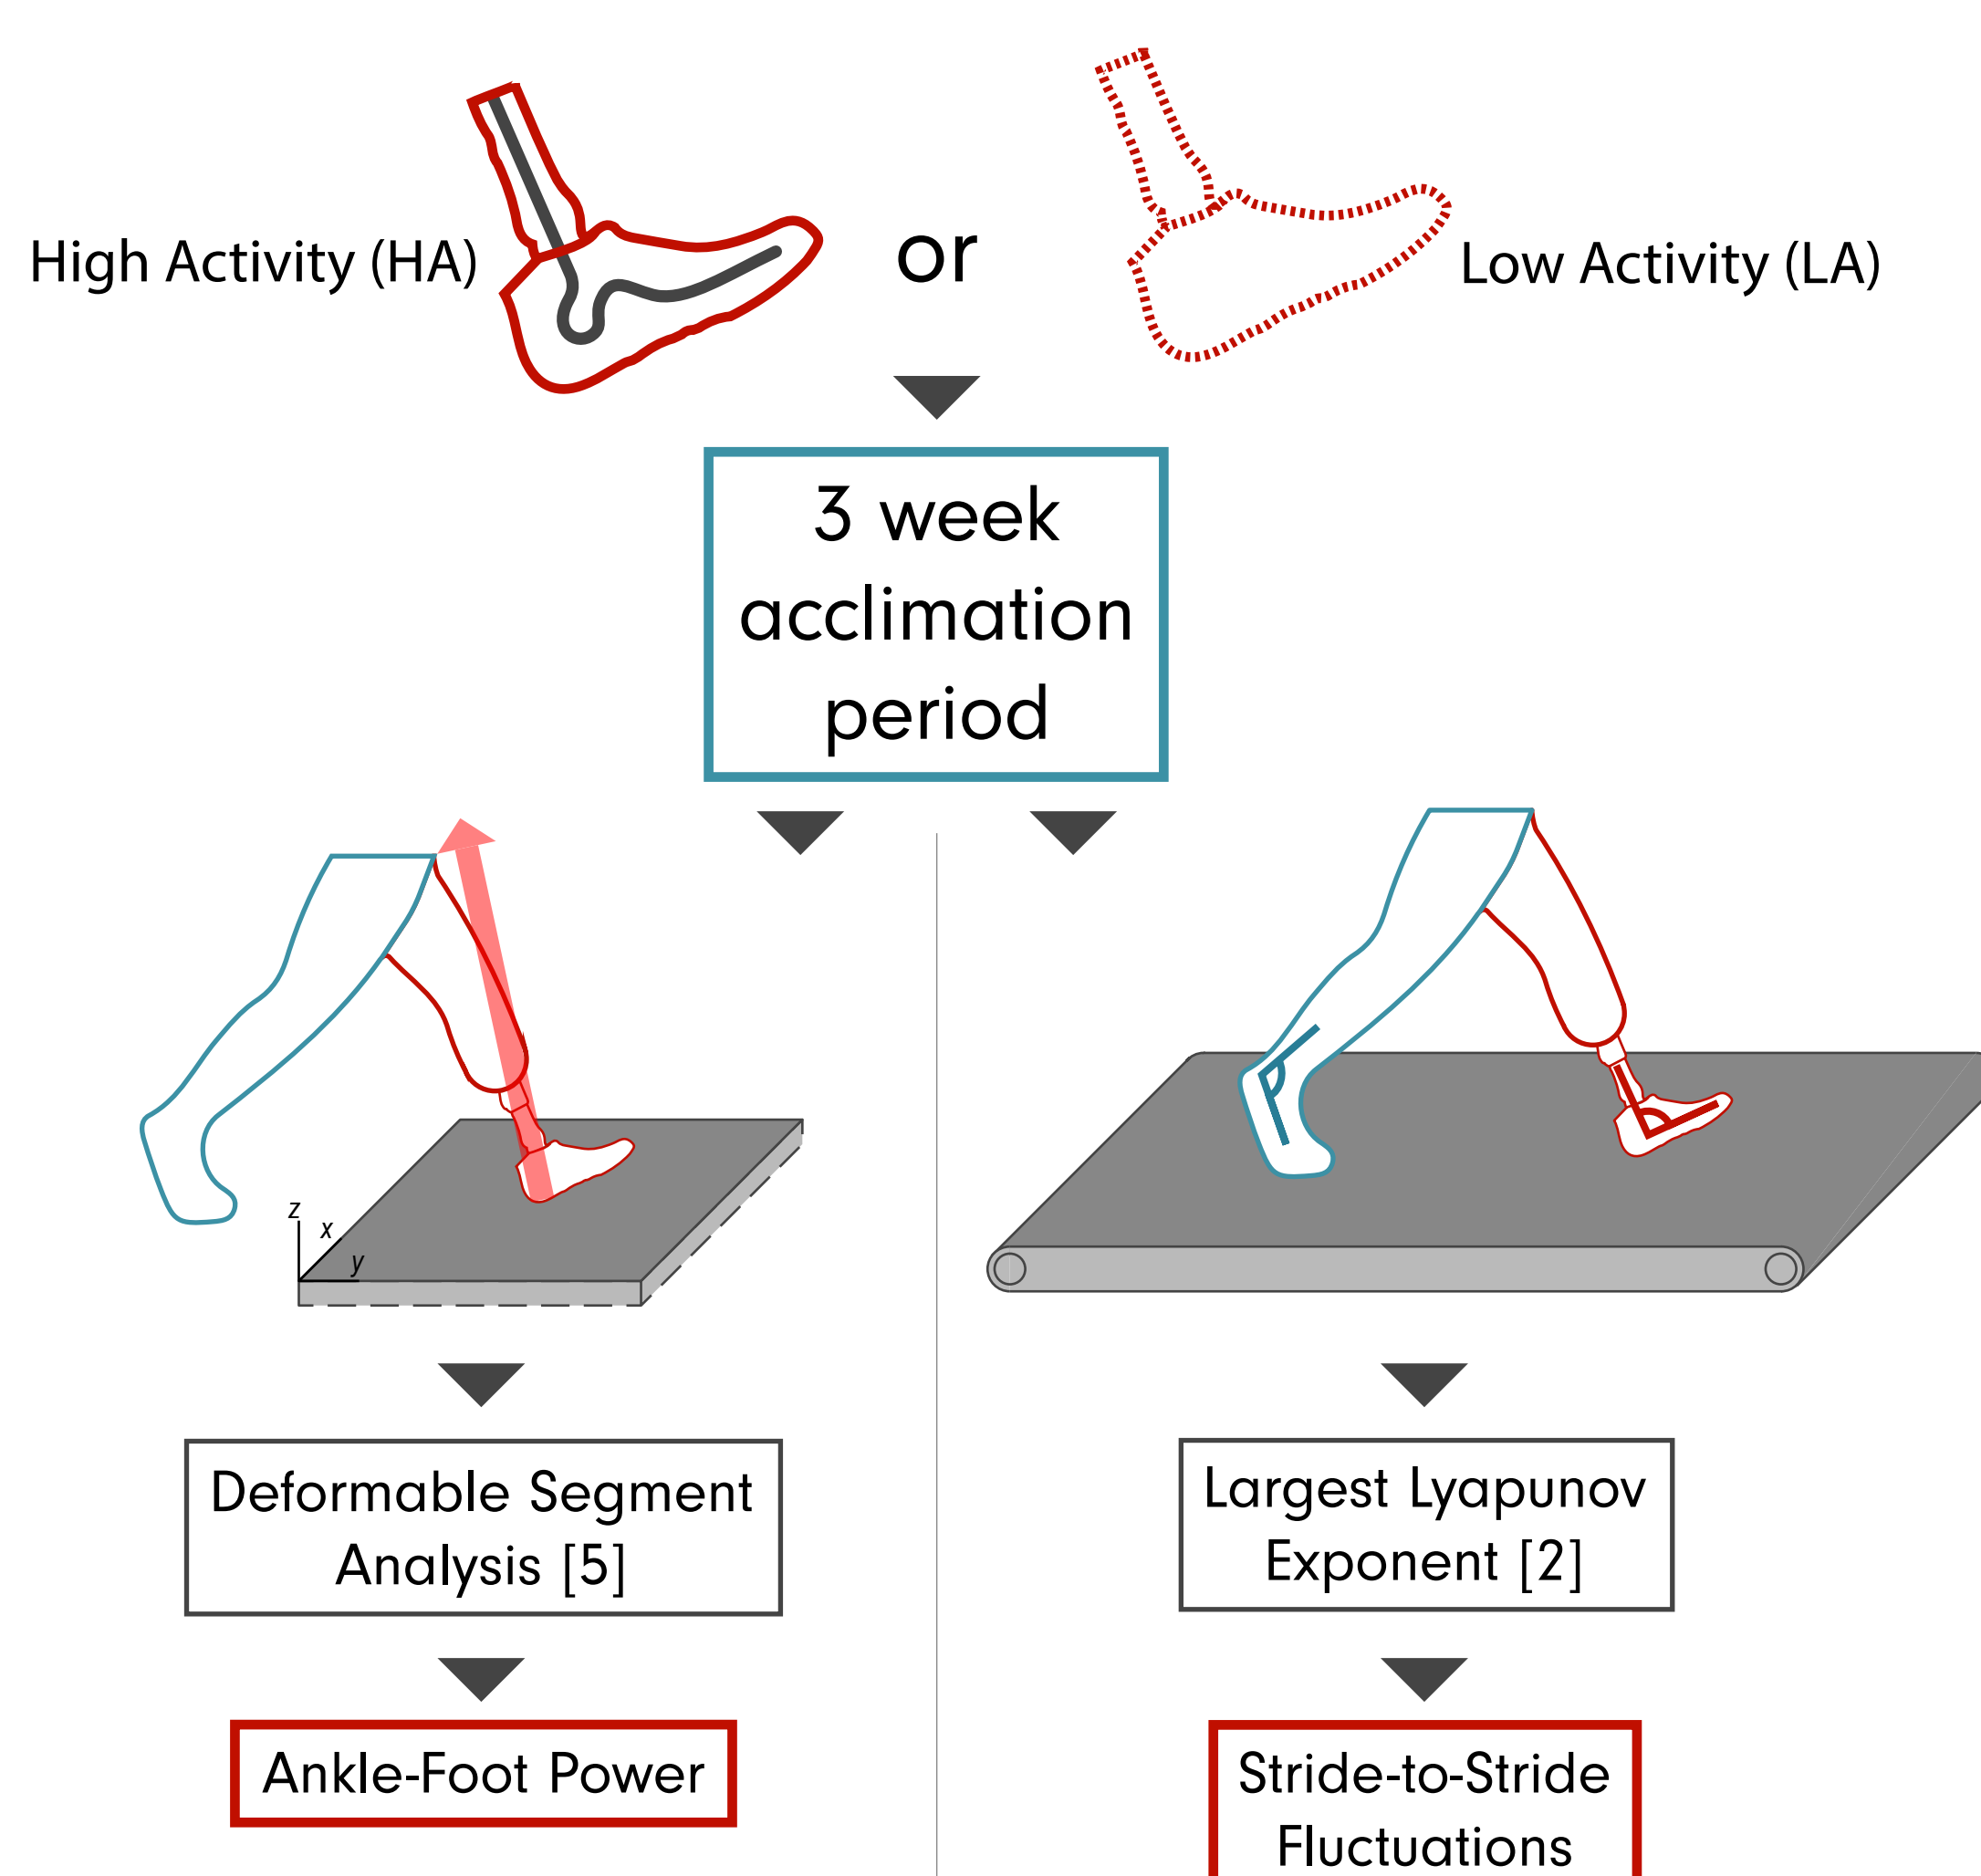 High Activity (HA)
or
Low Activity (LA)
3 week
acclimation
period
z
x
y
Deformable Segment
Analysis [5]
Ankle-Foot Power
Largest Lyapunov
Exponent [2]
Stride-to-Stride
Fluctuations